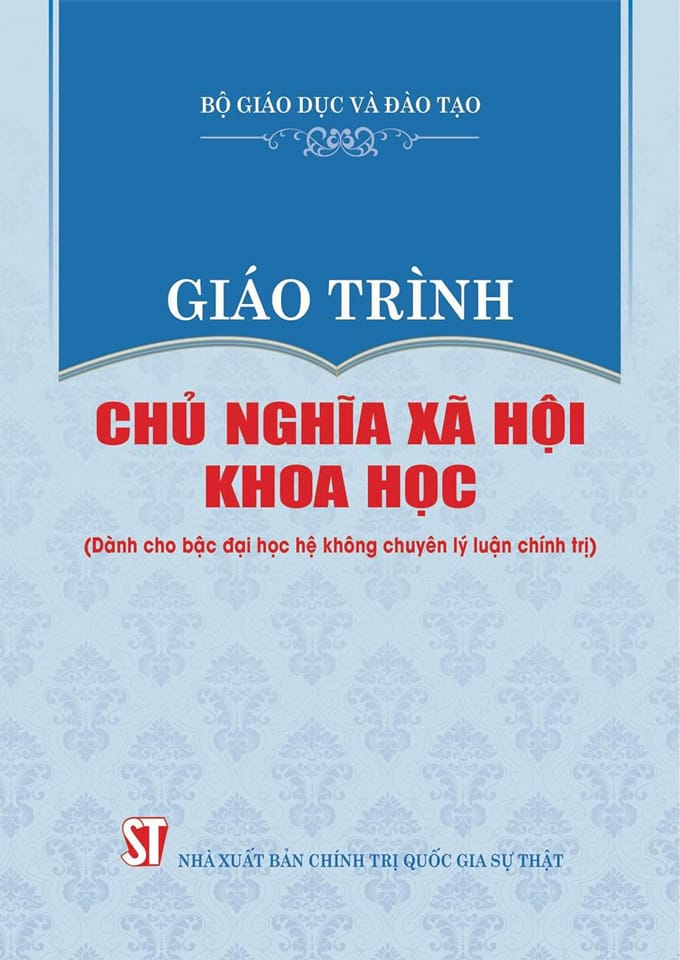 BỘ GIÁO DỤC VÀ ĐÀO TẠO
GIÁO TRÌNH
CHỦ NGHĨA XÃ HỘI
KHOA HỌC
(Dành cho bậc đại học hệ không chuyên lý luận chính trị)
ST
NHÀ XUẤT BẢN CHÍNH TRỊ QUỐC GIA SỰ THẬT